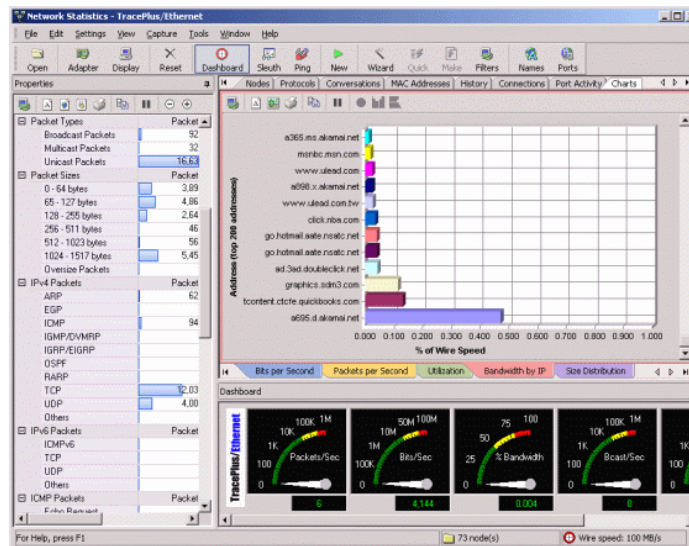 Network Statistics - TracePlus/Ethernet
File Edit Settings View Capture Tools Window Help
Open Adapter Display Reset Dashboard Sleuth Ping New Wizard Quick Make Filters Names Ports
Properties
Nodes Protocols Conversations MAC Addresses History Connections Port Activity Charts
Packet Types Packet
Broadcast Packets 92
Multicast Packets 32
Unicast Packets 16,63
Packet Sizes Packet
0 - 64 bytes 3,89
65 - 127 bytes 4,86
128 - 255 bytes 2,64
256 - 511 bytes 46
512 - 1023 bytes 56
1024 - 1517 bytes 5,45
Oversize Packets
IPv4 Packets Packet
ARP 62
EGP
ICMP 94
IGMP/DVMRP
IGRP/EIGRP
OSPF
RARP
TCP 12,03
UDP 4,00
Others
IPv6 Packets Packet
ICMPv6
TCP
UDP
Others
ICMP Packets Packet
Echo Request
Address (top 200 addresses)
a365.ms.akamai.net
msnbc.msn.com
www.ulead.com
a898.x.akamai.net
www.ulead.com.tw
click.nba.com
go.hotmail.aate.nsatc.net
go.hotmail.aate.nsatc.net
ad.3ad.doubleclick.net
graphics.sdm3.com
tcontent.ctcfe.quickbooks.com
a695.d.akamai.net
0.000 0.100 0.200 0.300 0.400 0.500 0.600 0.700 0.800 0.900 1.000
% of Wire Speed
Bits per Second Packets per Second Utilization Bandwidth by IP Size Distribution
Dashboard
TracePlus/Ethernet
0 100 1K 10K 100K 1M
Packets/Sec
6
0 100K 1M 10M 50M 100M
Bits/Sec
4,144
0 25 50 75 100
% Bandwidth
0.004
0 100 1K 10K 100K 1M
Bcast/Sec
0
For Help, press F1
73 node(s)
Wire speed: 100 MB/s